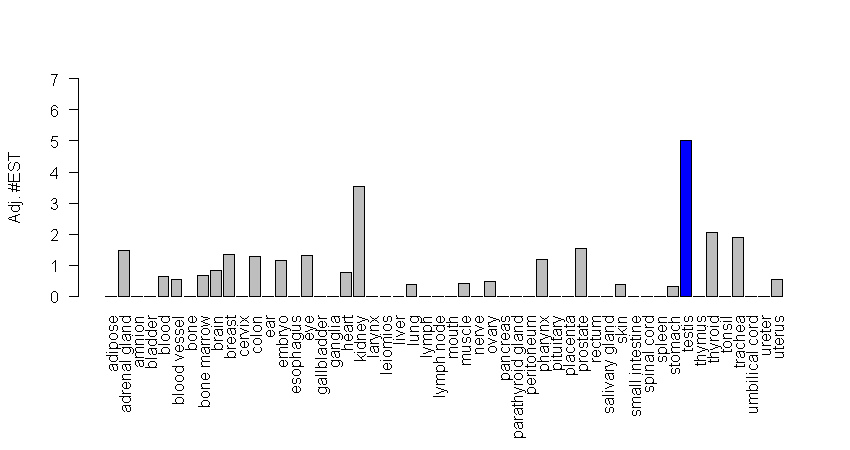 Adj. #EST
7
6
5
4
3
2
1
0
adipose
adrenal gland
amnion
bladder
blood
blood vessel
bone
bone marrow
brain
breast
cervix
colon
ear
embryo
esophagus
eye
gallbladder
ganglia
heart
kidney
larynx
leiomios
liver
lung
lymph
lymph node
mouth
muscle
nerve
ovary
pancreas
parathyroid gland
peritoneum
pharynx
pituitary
placenta
prostate
rectum
salivary gland
skin
small intestine
spinal cord
spleen
stomach
testis
thymus
thyroid
tonsil
trachea
umbilical cord
ureter
uterus